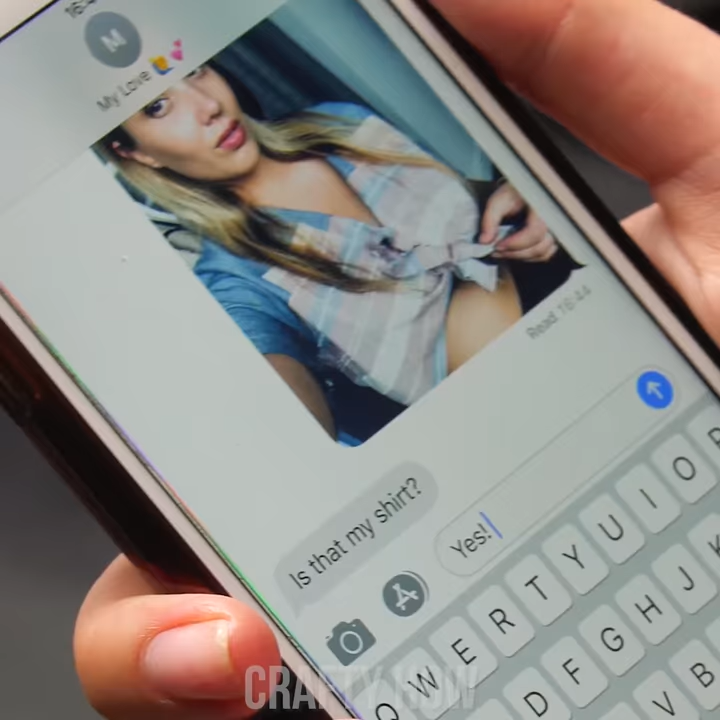 M
My Love
Read 16:44
Is that my shirt?
Yes!
Q W E R T Y U I O P
D F G H J K
V B
CRAFTY HOW